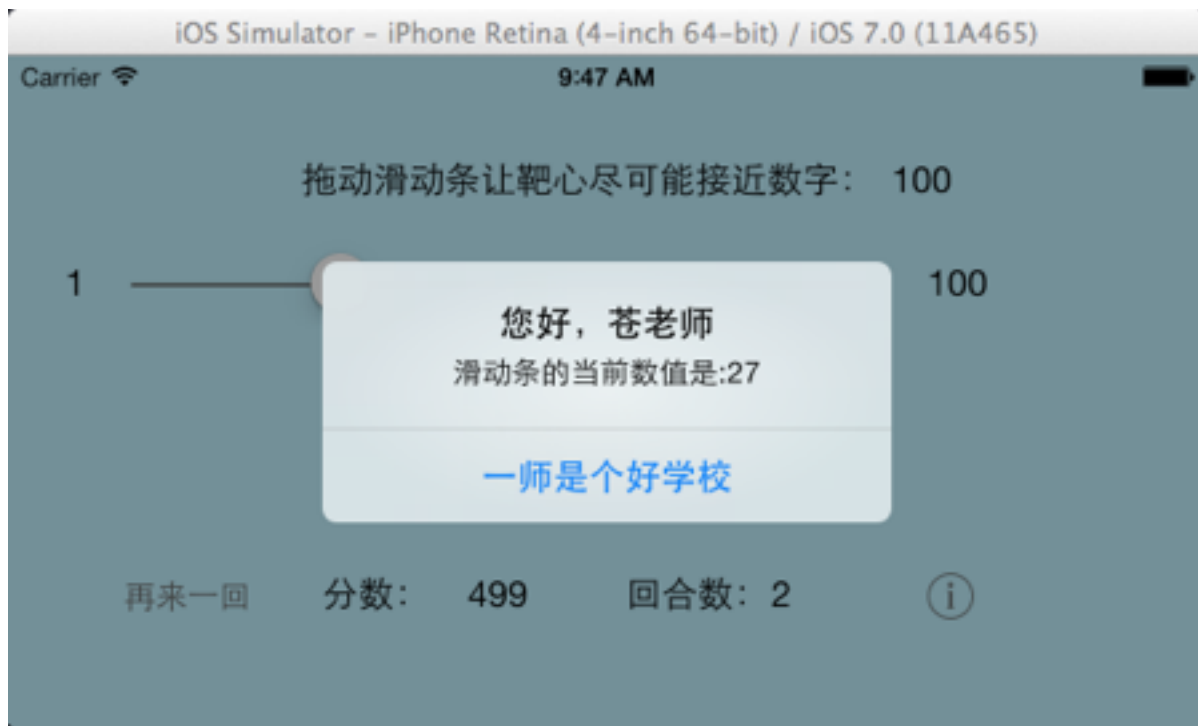 iOS Simulator – iPhone Retina (4-inch 64-bit) / iOS 7.0 (11A465)
Carrier 9:47 AM
拖动滑动条让靶心尽可能接近数字： 100
1 100
您好，苍老师
滑动条的当前数值是:27
一师是个好学校
再来一回 分数： 499 回合数： 2 i